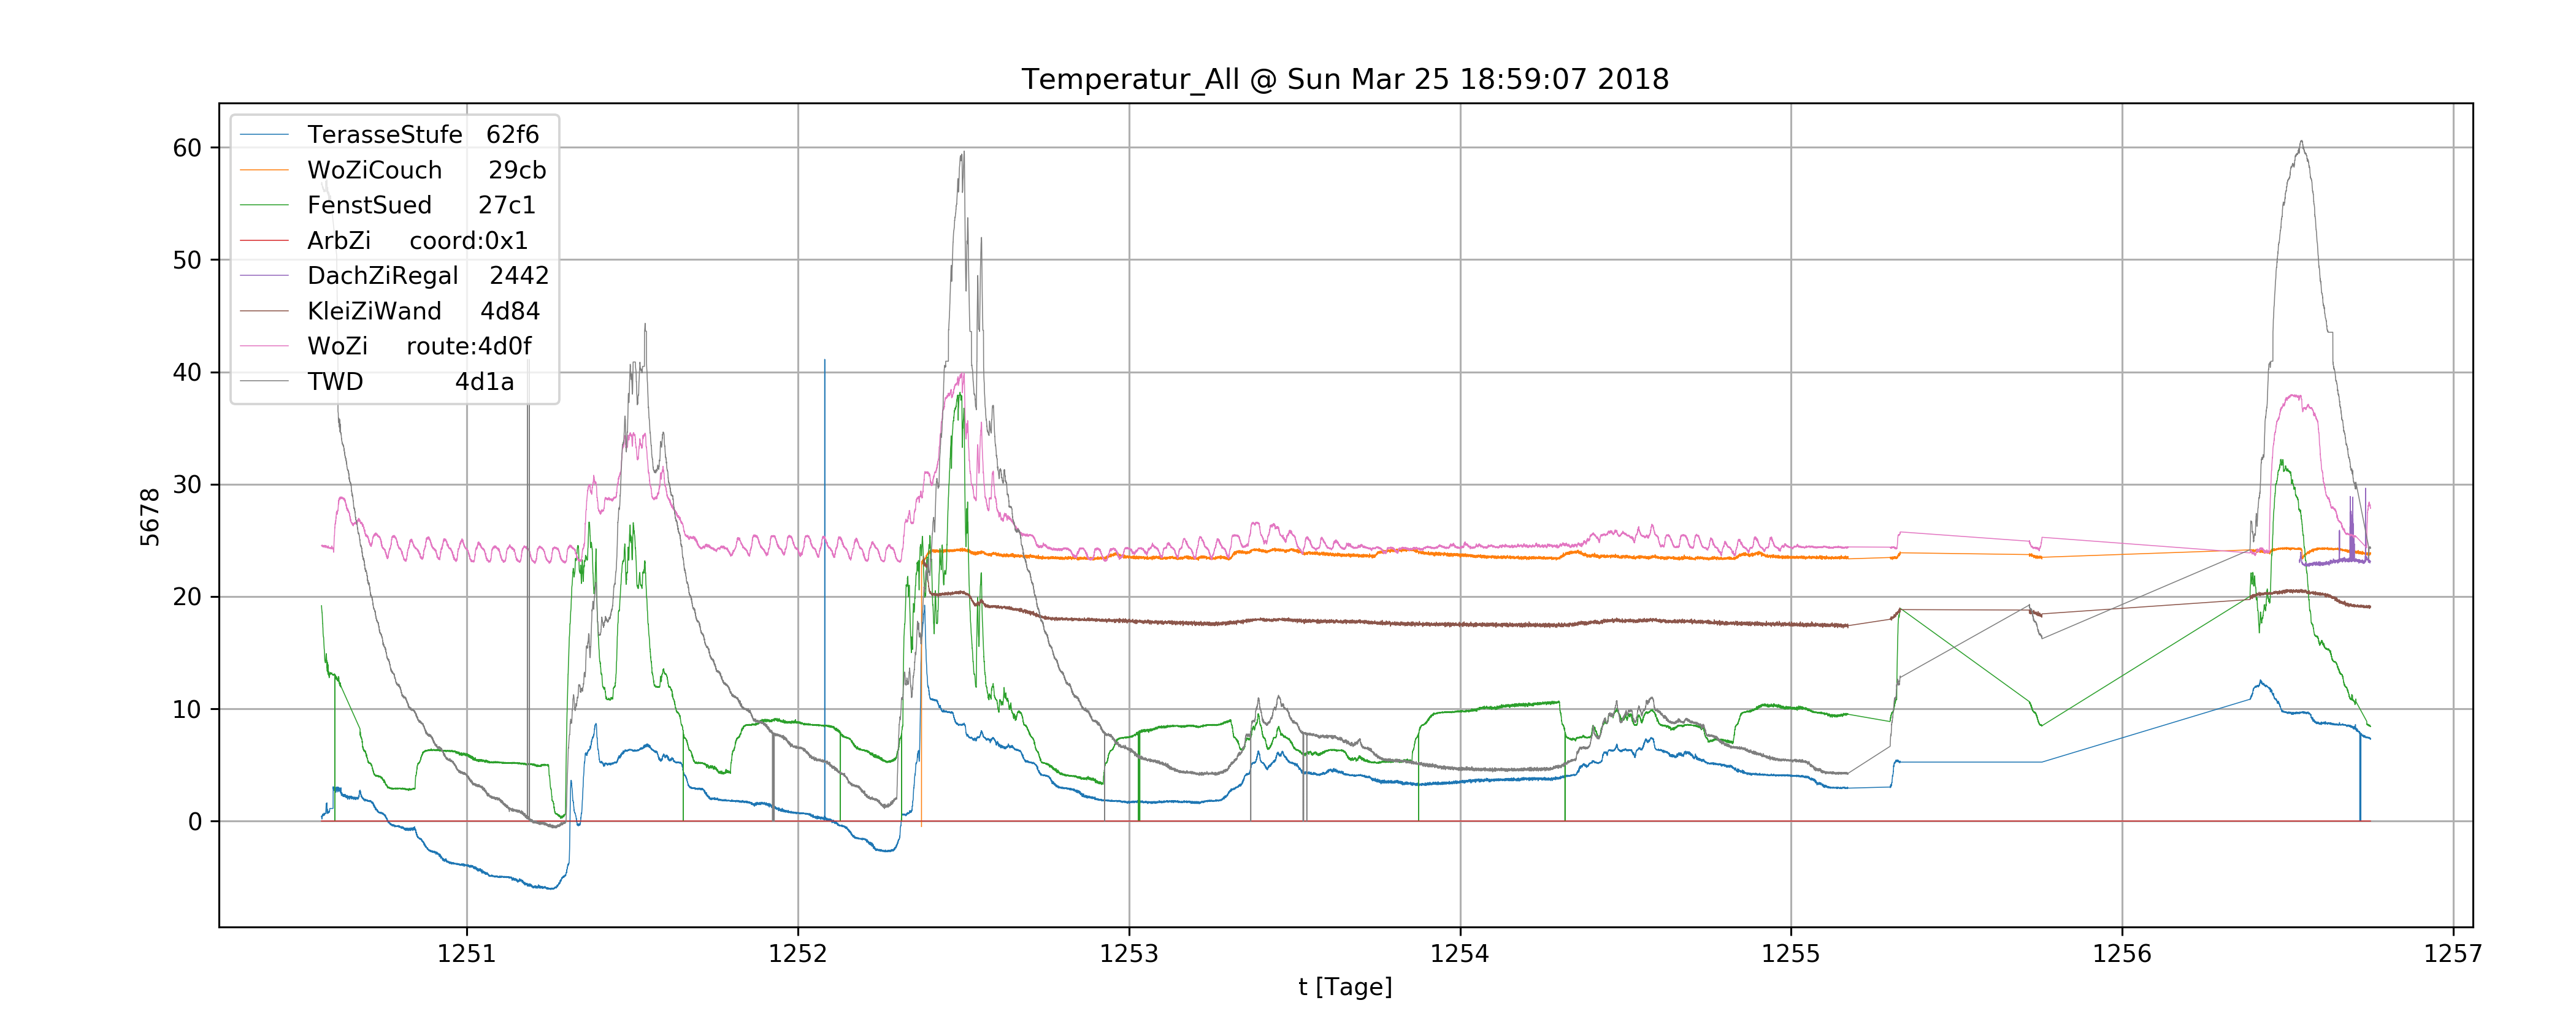 Temperatur_All @ Sun Mar 25 18:59:07 2018
TerasseStufe 62f6
WoZiCouch 29cb
FenstSued 27c1
ArbZi coord:0x1
DachZiRegal 2442
KleiZiWand 4d84
WoZi route:4d0f
TWD 4d1a
60
50
40
30
20
10
0
5678
1251 1252 1253 1254 1255 1256 1257
t [Tage]